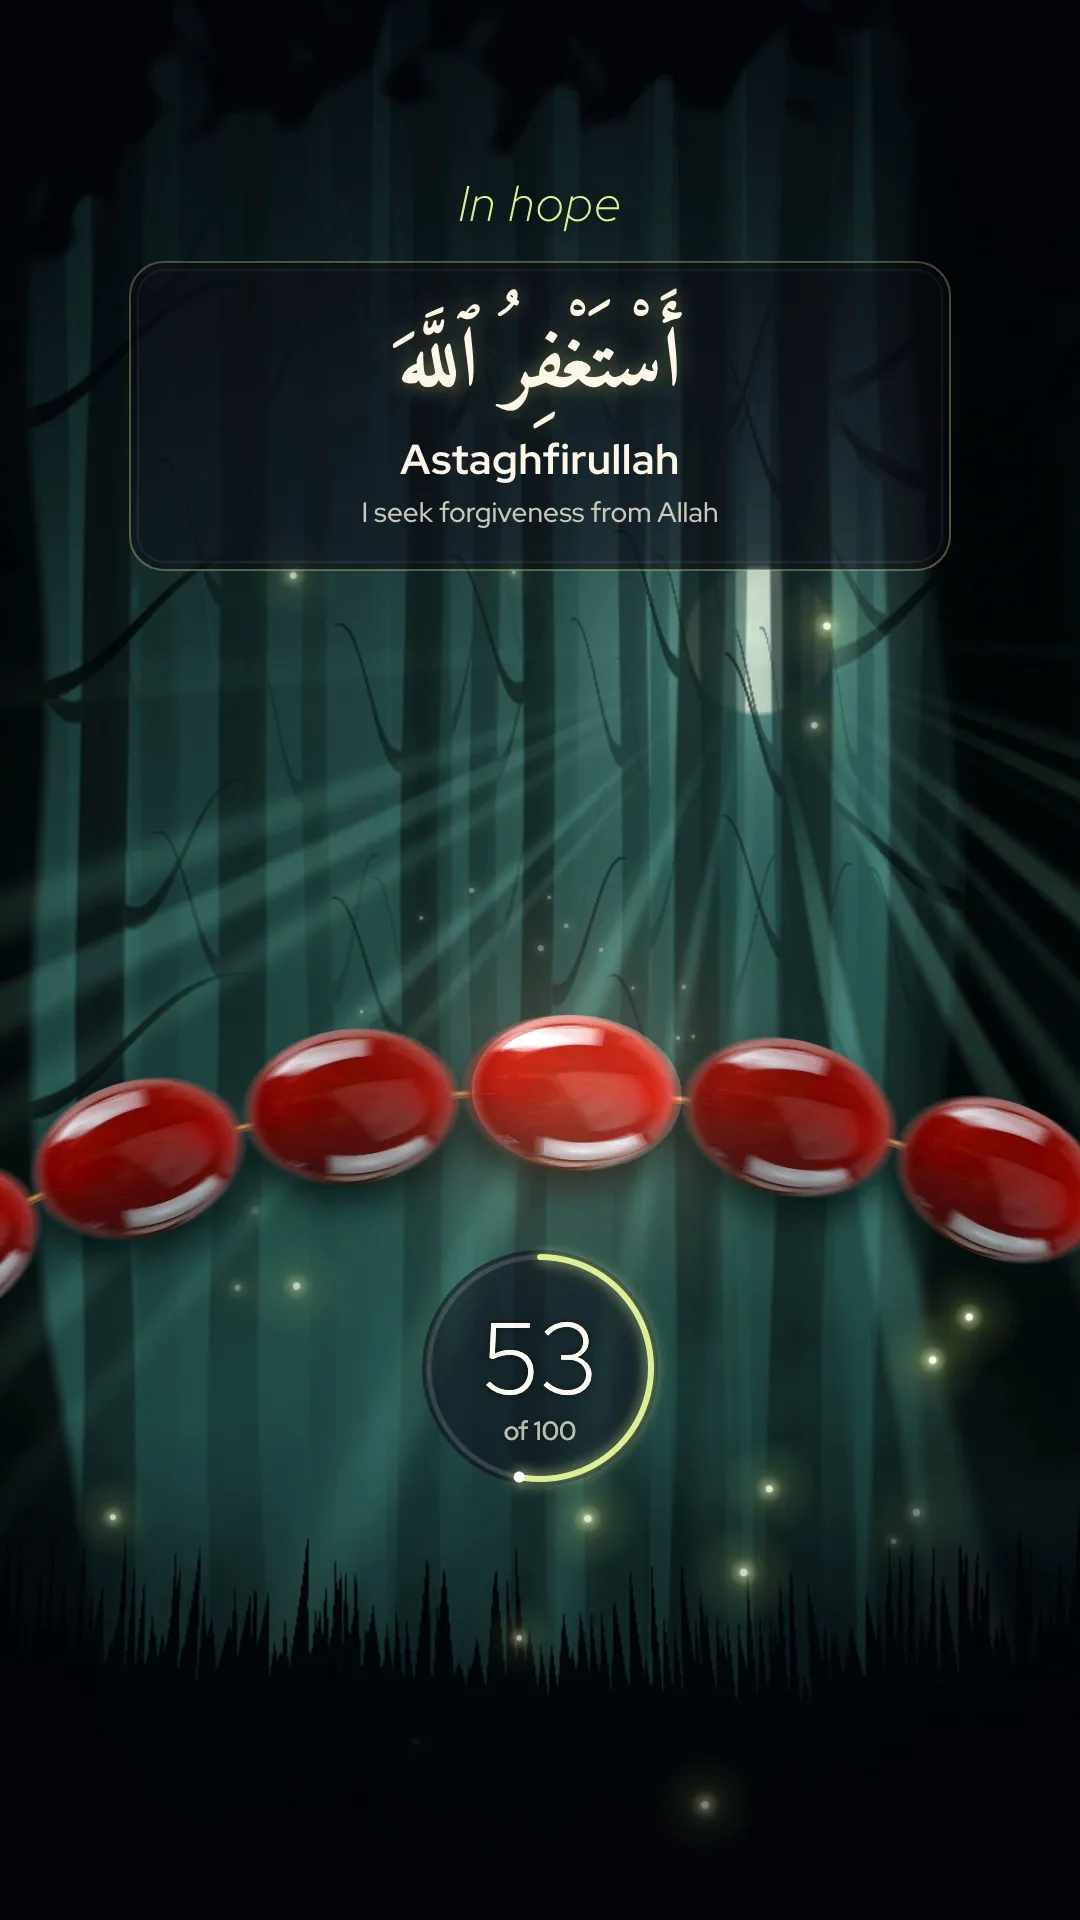 In hope
أَسْتَغْفِرُ ٱللَّهَ
Astaghfirullah
I seek forgiveness from Allah
53
of 100